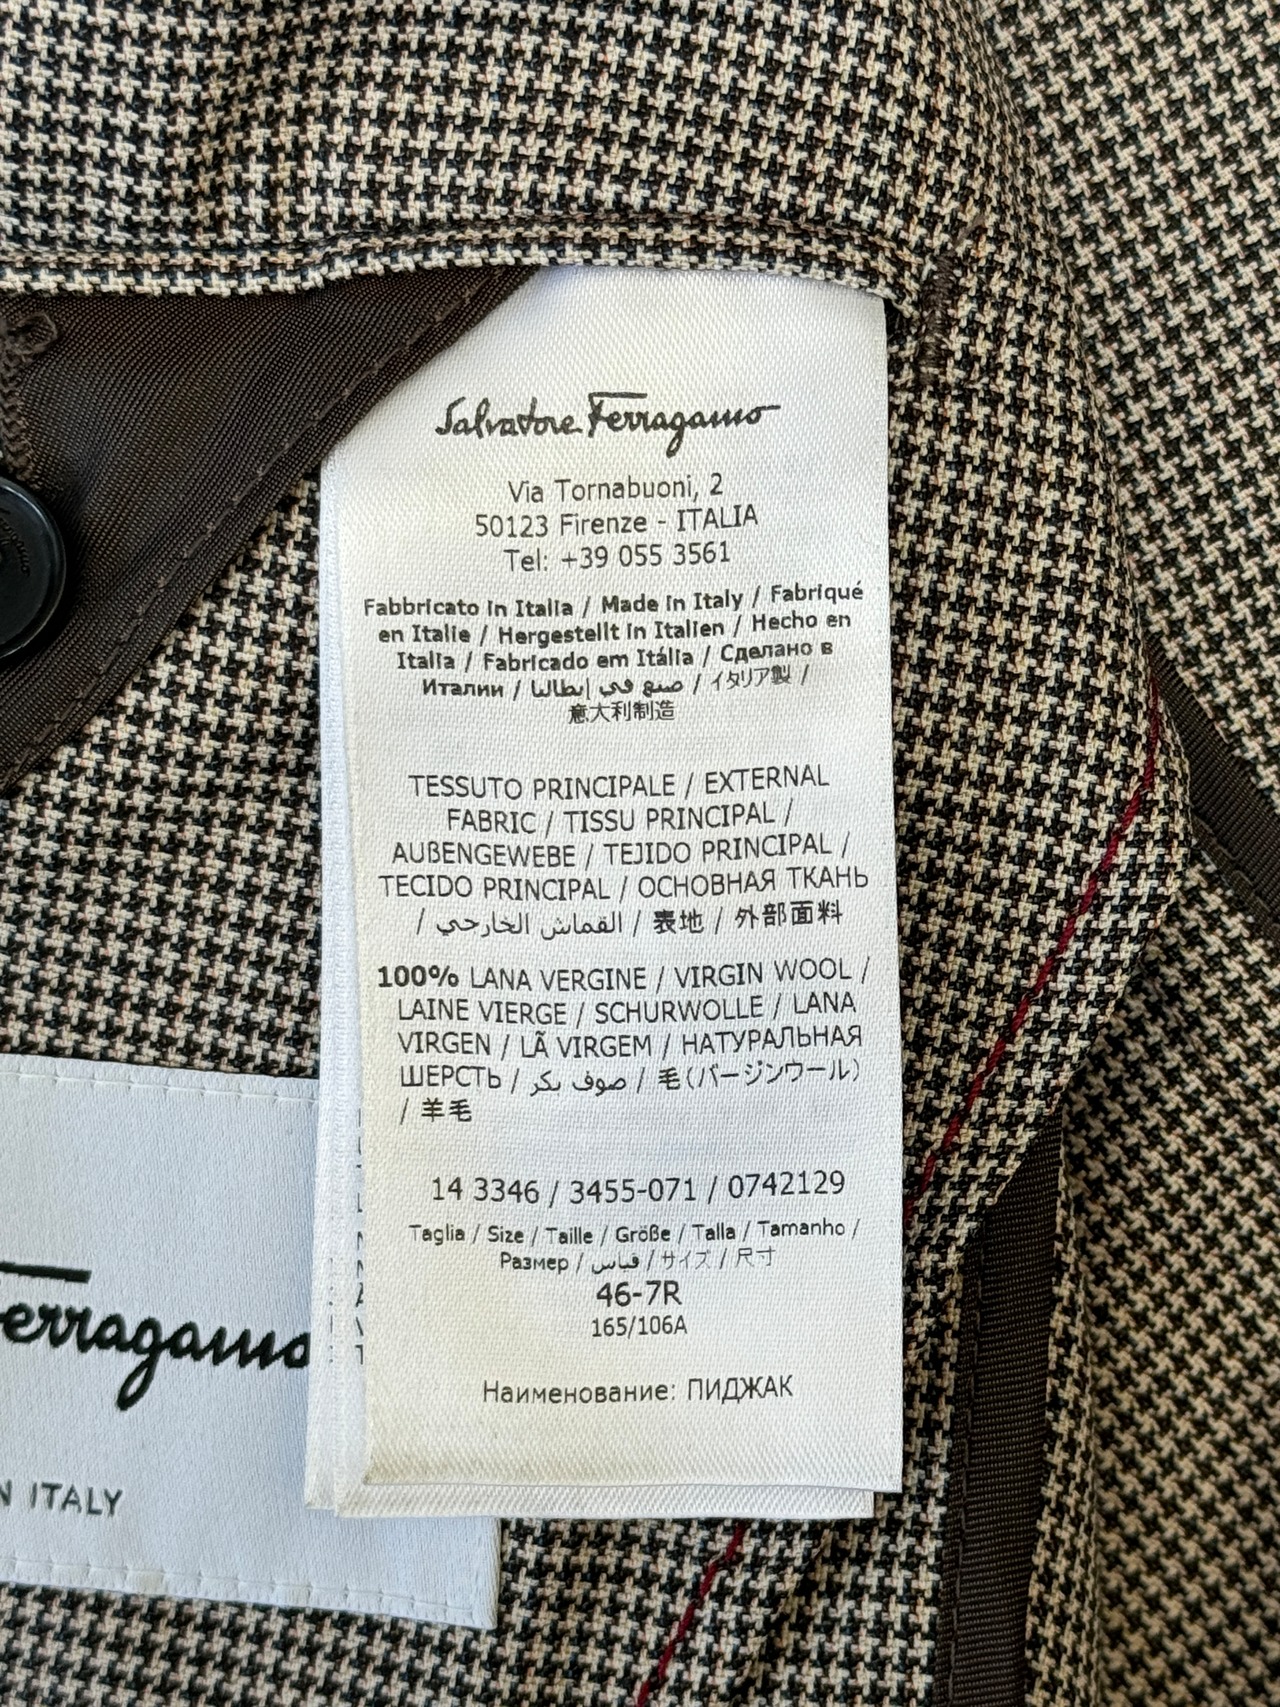 Salvatore Ferragamo
Via Tornabuoni, 2
50123 Firenze - ITALIA
Tel: +39 055 3561
Fabbricato in Italia / Made in Italy / Fabriqué
en Italie / Hergestellt in Italien / Hecho en
Italia / Fabricado em Itália / Сделано в
Италии / صنع في إيطاليا / イタリア製 /
意大利制造
TESSUTO PRINCIPALE / EXTERNAL
FABRIC / TISSU PRINCIPAL /
AUßENGEWEBE / TEJIDO PRINCIPAL /
TECIDO PRINCIPAL / ОСНОВНАЯ ТКАНЬ
/ القماش الخارجي / 表地 / 外部面料
100% LANA VERGINE / VIRGIN WOOL /
LAINE VIERGE / SCHURWOLLE / LANA
VIRGEN / LÃ VIRGEM / НАТУРАЛЬНАЯ
ШЕРСТЬ / صوف بكر / 毛(バージンウール)
/ 羊毛
14 3346 / 3455-071 / 0742129
Taglia / Size / Taille / Größe / Talla / Tamanho /
Размер / قياس / サイズ / 尺寸
46-7R
165/106A
Наименование: ПИДЖАК
Ferragamo
N ITALY